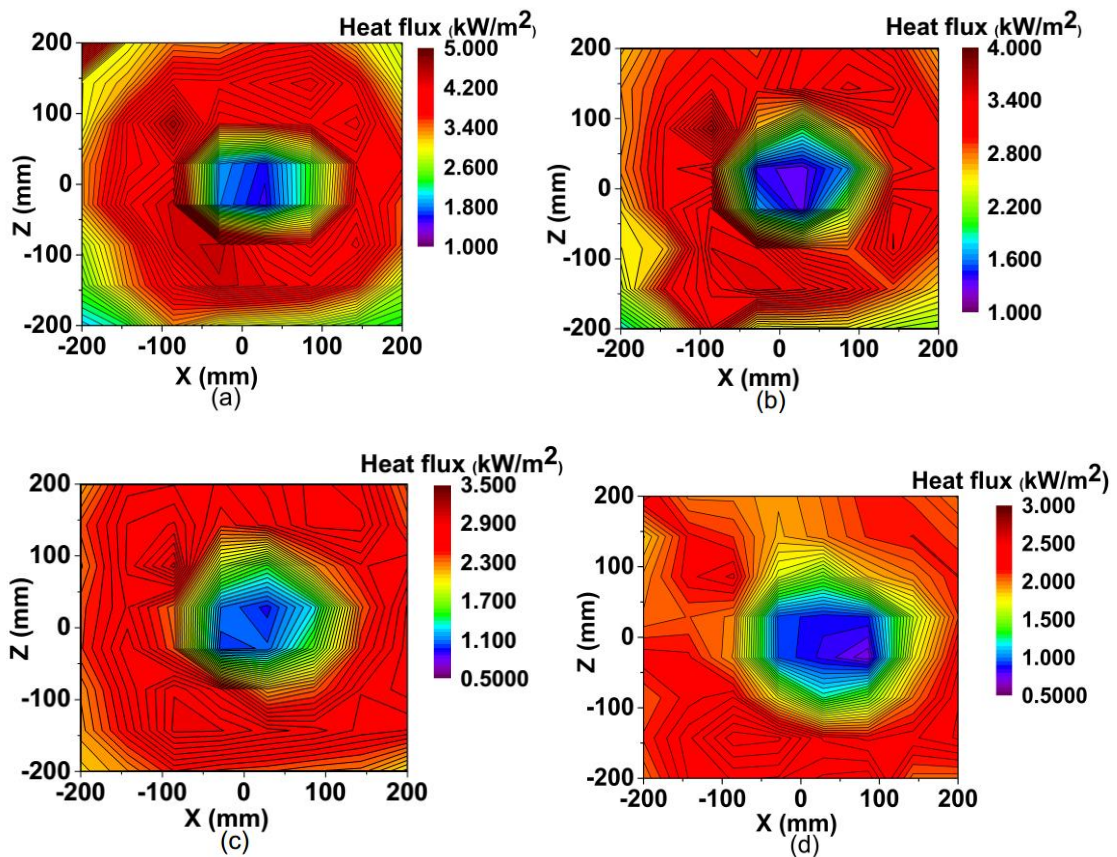 Heat flux (kW/m2)
5.000
4.200
3.400
2.600
1.800
1.000
200
100
0
-100
-200
Z (mm)
-200 -100 0 100 200
X (mm)
(a)
Heat flux (kW/m2)
4.000
3.400
2.800
2.200
1.600
1.000
200
100
0
-100
-200
Z (mm)
-200 -100 0 100 200
X (mm)
(b)
Heat flux (kW/m2)
3.500
2.900
2.300
1.700
1.100
0.5000
200
100
0
-100
-200
Z (mm)
-200 -100 0 100 200
X (mm)
(c)
Heat flux (kW/m2)
3.000
2.500
2.000
1.500
1.000
0.5000
200
100
0
-100
-200
Z (mm)
-200 -100 0 100 200
X (mm)
(d)